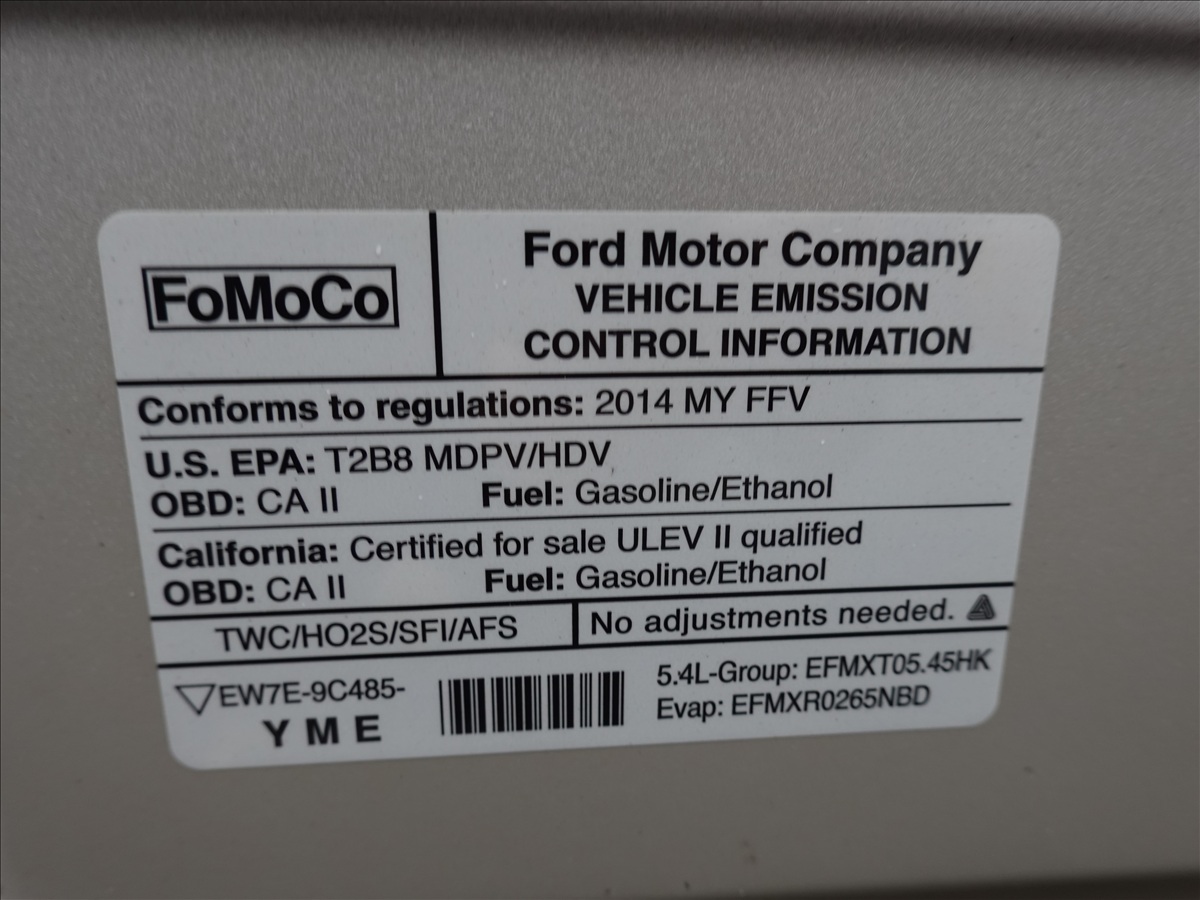 FoMoCo
Ford Motor Company
VEHICLE EMISSION
CONTROL INFORMATION
Conforms to regulations: 2014 MY FFV
U.S. EPA: T2B8 MDPV/HDV
OBD: CA II Fuel: Gasoline/Ethanol
California: Certified for sale ULEV II qualified
OBD: CA II Fuel: Gasoline/Ethanol
TWC/HO2S/SFI/AFS
No adjustments needed.
EW7E-9C485-
YME
5.4L-Group: EFMXT05.45HK
Evap: EFMXR0265NBD